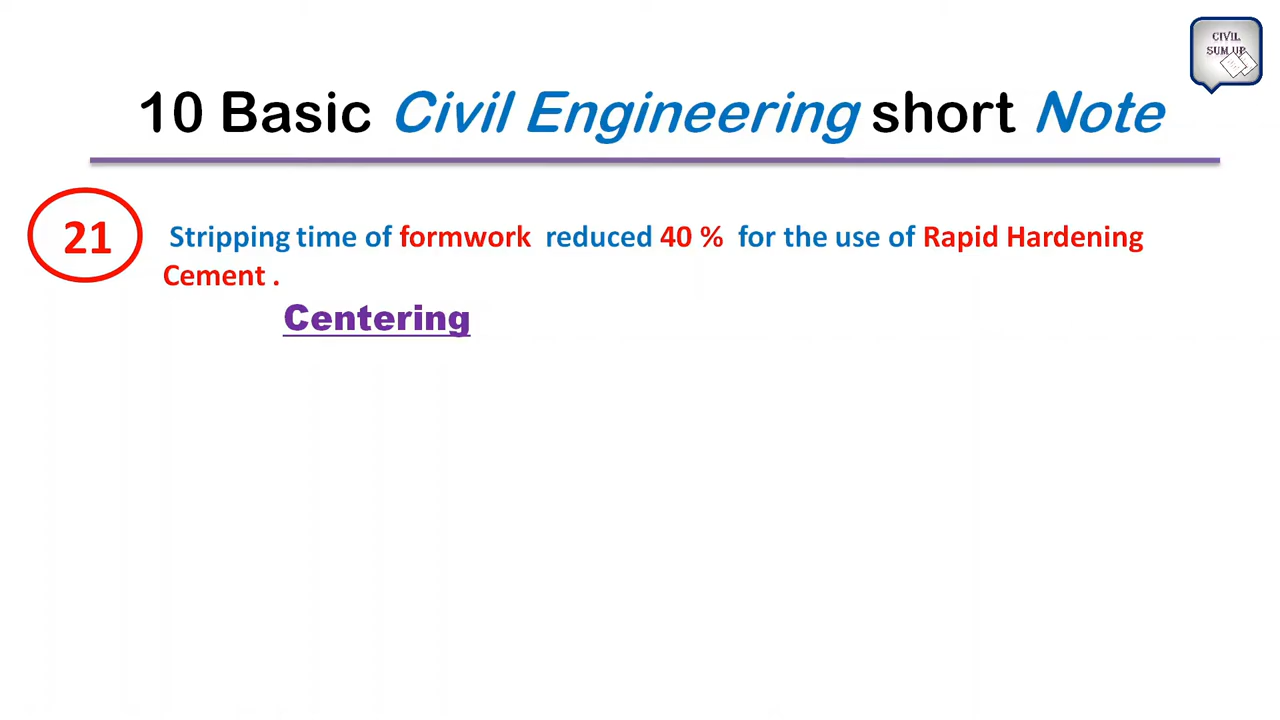 CIVIL
SUM UP
10 Basic Civil Engineering short Note
21
Stripping time of formwork reduced 40 % for the use of Rapid Hardening
Cement .
Centering